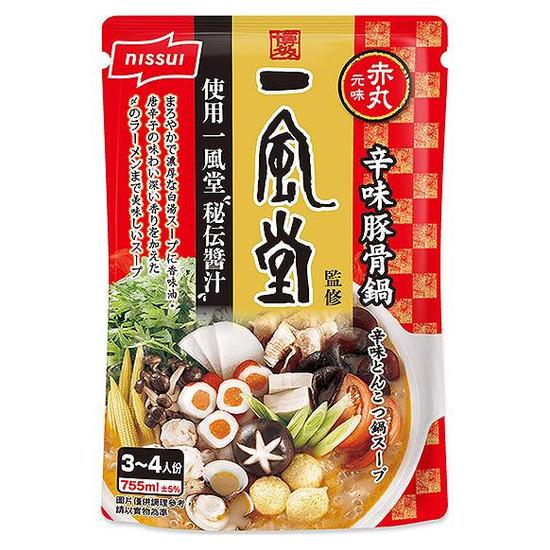 nissui
博多
一風堂
監修
赤丸
元味
使用一風堂秘伝醬汁
まろやかで濃厚な白湯スープに香味油・
唐辛子の味わい深い香りを加えた
〆のラーメンまで美味しいスープ
辛味豚骨鍋
辛味とんこつ鍋スープ
3～4人份
755ml ±5%
圖片僅供調理參考，
請以實物為準